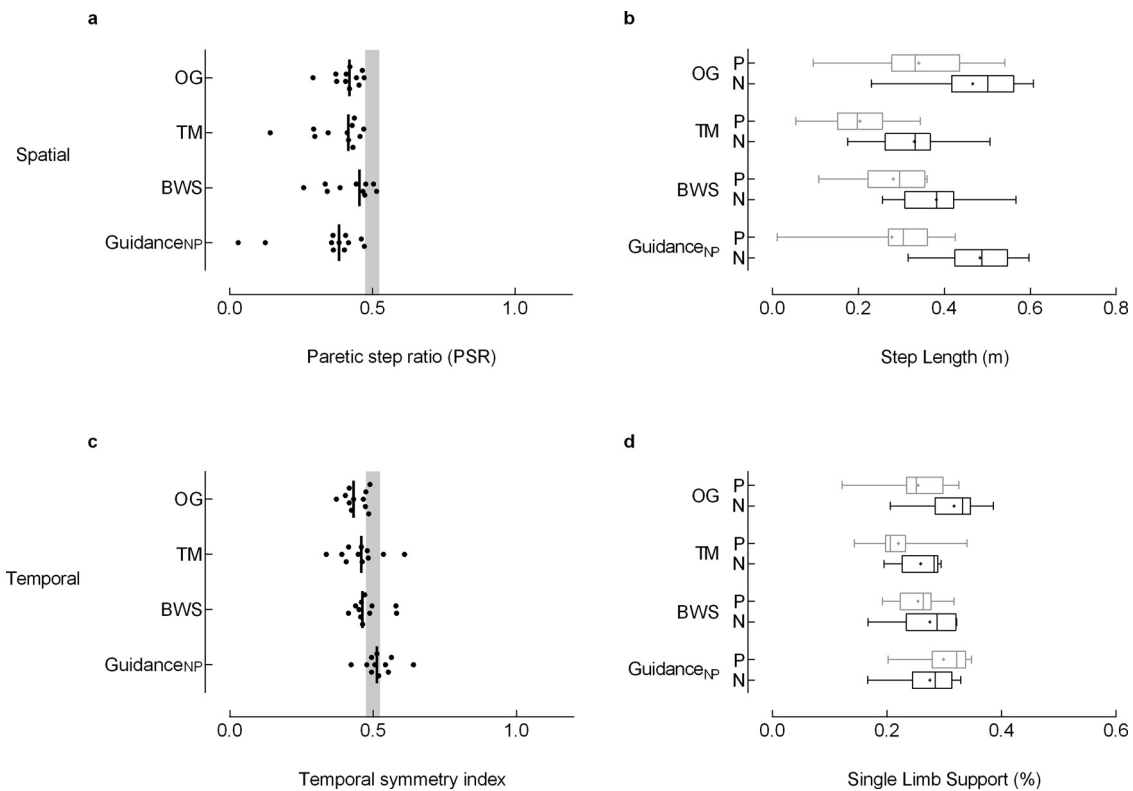 a
OG
TM
BWS
GuidanceNP
Spatial
0.0 0.5 1.0
Paretic step ratio (PSR)
b
OG P
N
TM P
N
BWS P
N
GuidanceNP P
N
0.0 0.2 0.4 0.6 0.8
Step Length (m)
c
OG
TM
BWS
GuidanceNP
Temporal
0.0 0.5 1.0
Temporal symmetry index
d
OG P
N
TM P
N
BWS P
N
GuidanceNP P
N
0.0 0.2 0.4 0.6
Single Limb Support (%)